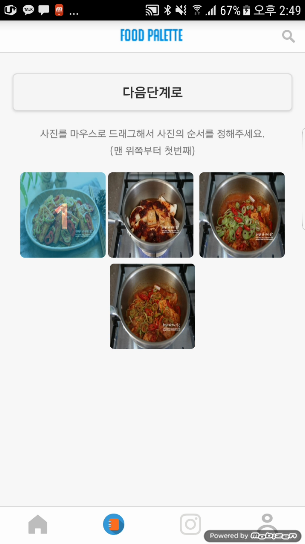 67% 오후 2:49
FOOD PALETTE
다음단계로
사진을 마우스로 드래그해서 사진의 순서를 정해주세요.
(맨 위쪽부터 첫번째)
1
Powered by MobiZen